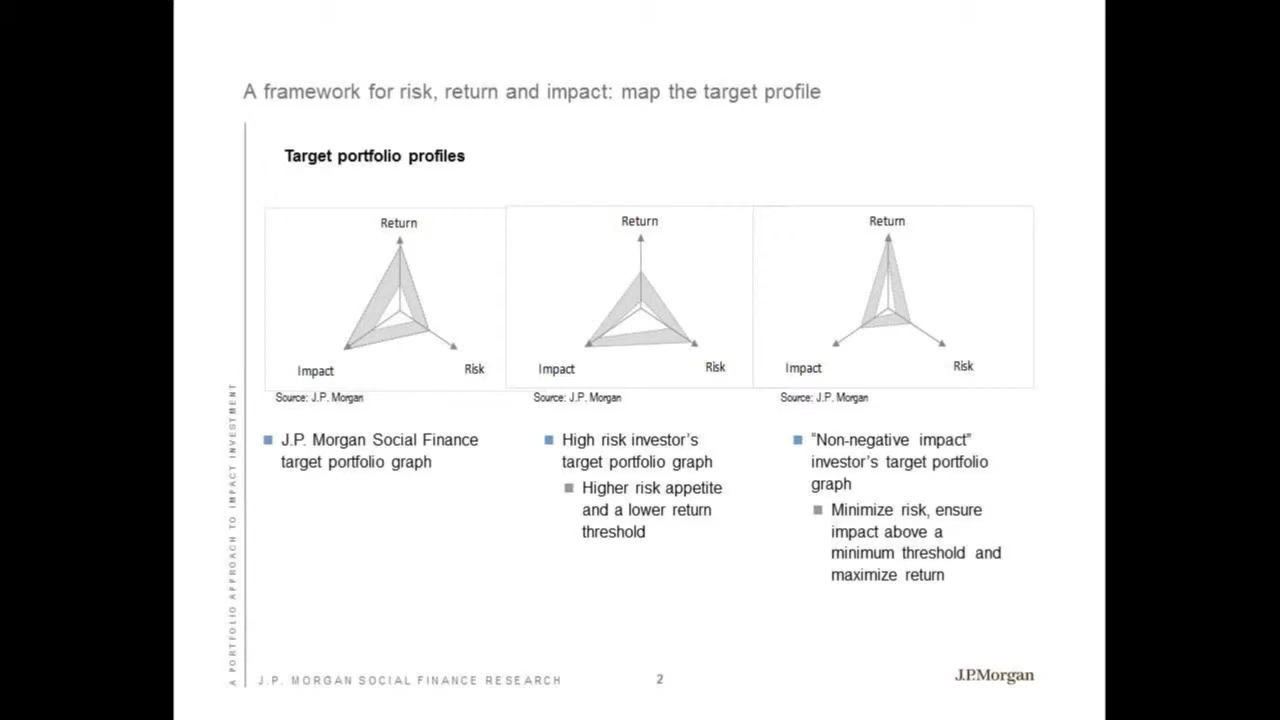 A framework for risk, return and impact: map the target profile
Target portfolio profiles
Return
Impact
Risk
Source: J.P. Morgan
Return
Impact
Risk
Source: J.P. Morgan
Return
Impact
Risk
Source: J.P. Morgan
J.P. Morgan Social Finance
target portfolio graph
High risk investor's
target portfolio graph
Higher risk appetite
and a lower return
threshold
“Non-negative impact”
investor's target portfolio
graph
Minimize risk, ensure
impact above a
minimum threshold and
maximize return
A PORTFOLIO APPROACH TO IMPACT INVESTMENT
J.P. MORGAN SOCIAL FINANCE RESEARCH
2
J.P.Morgan